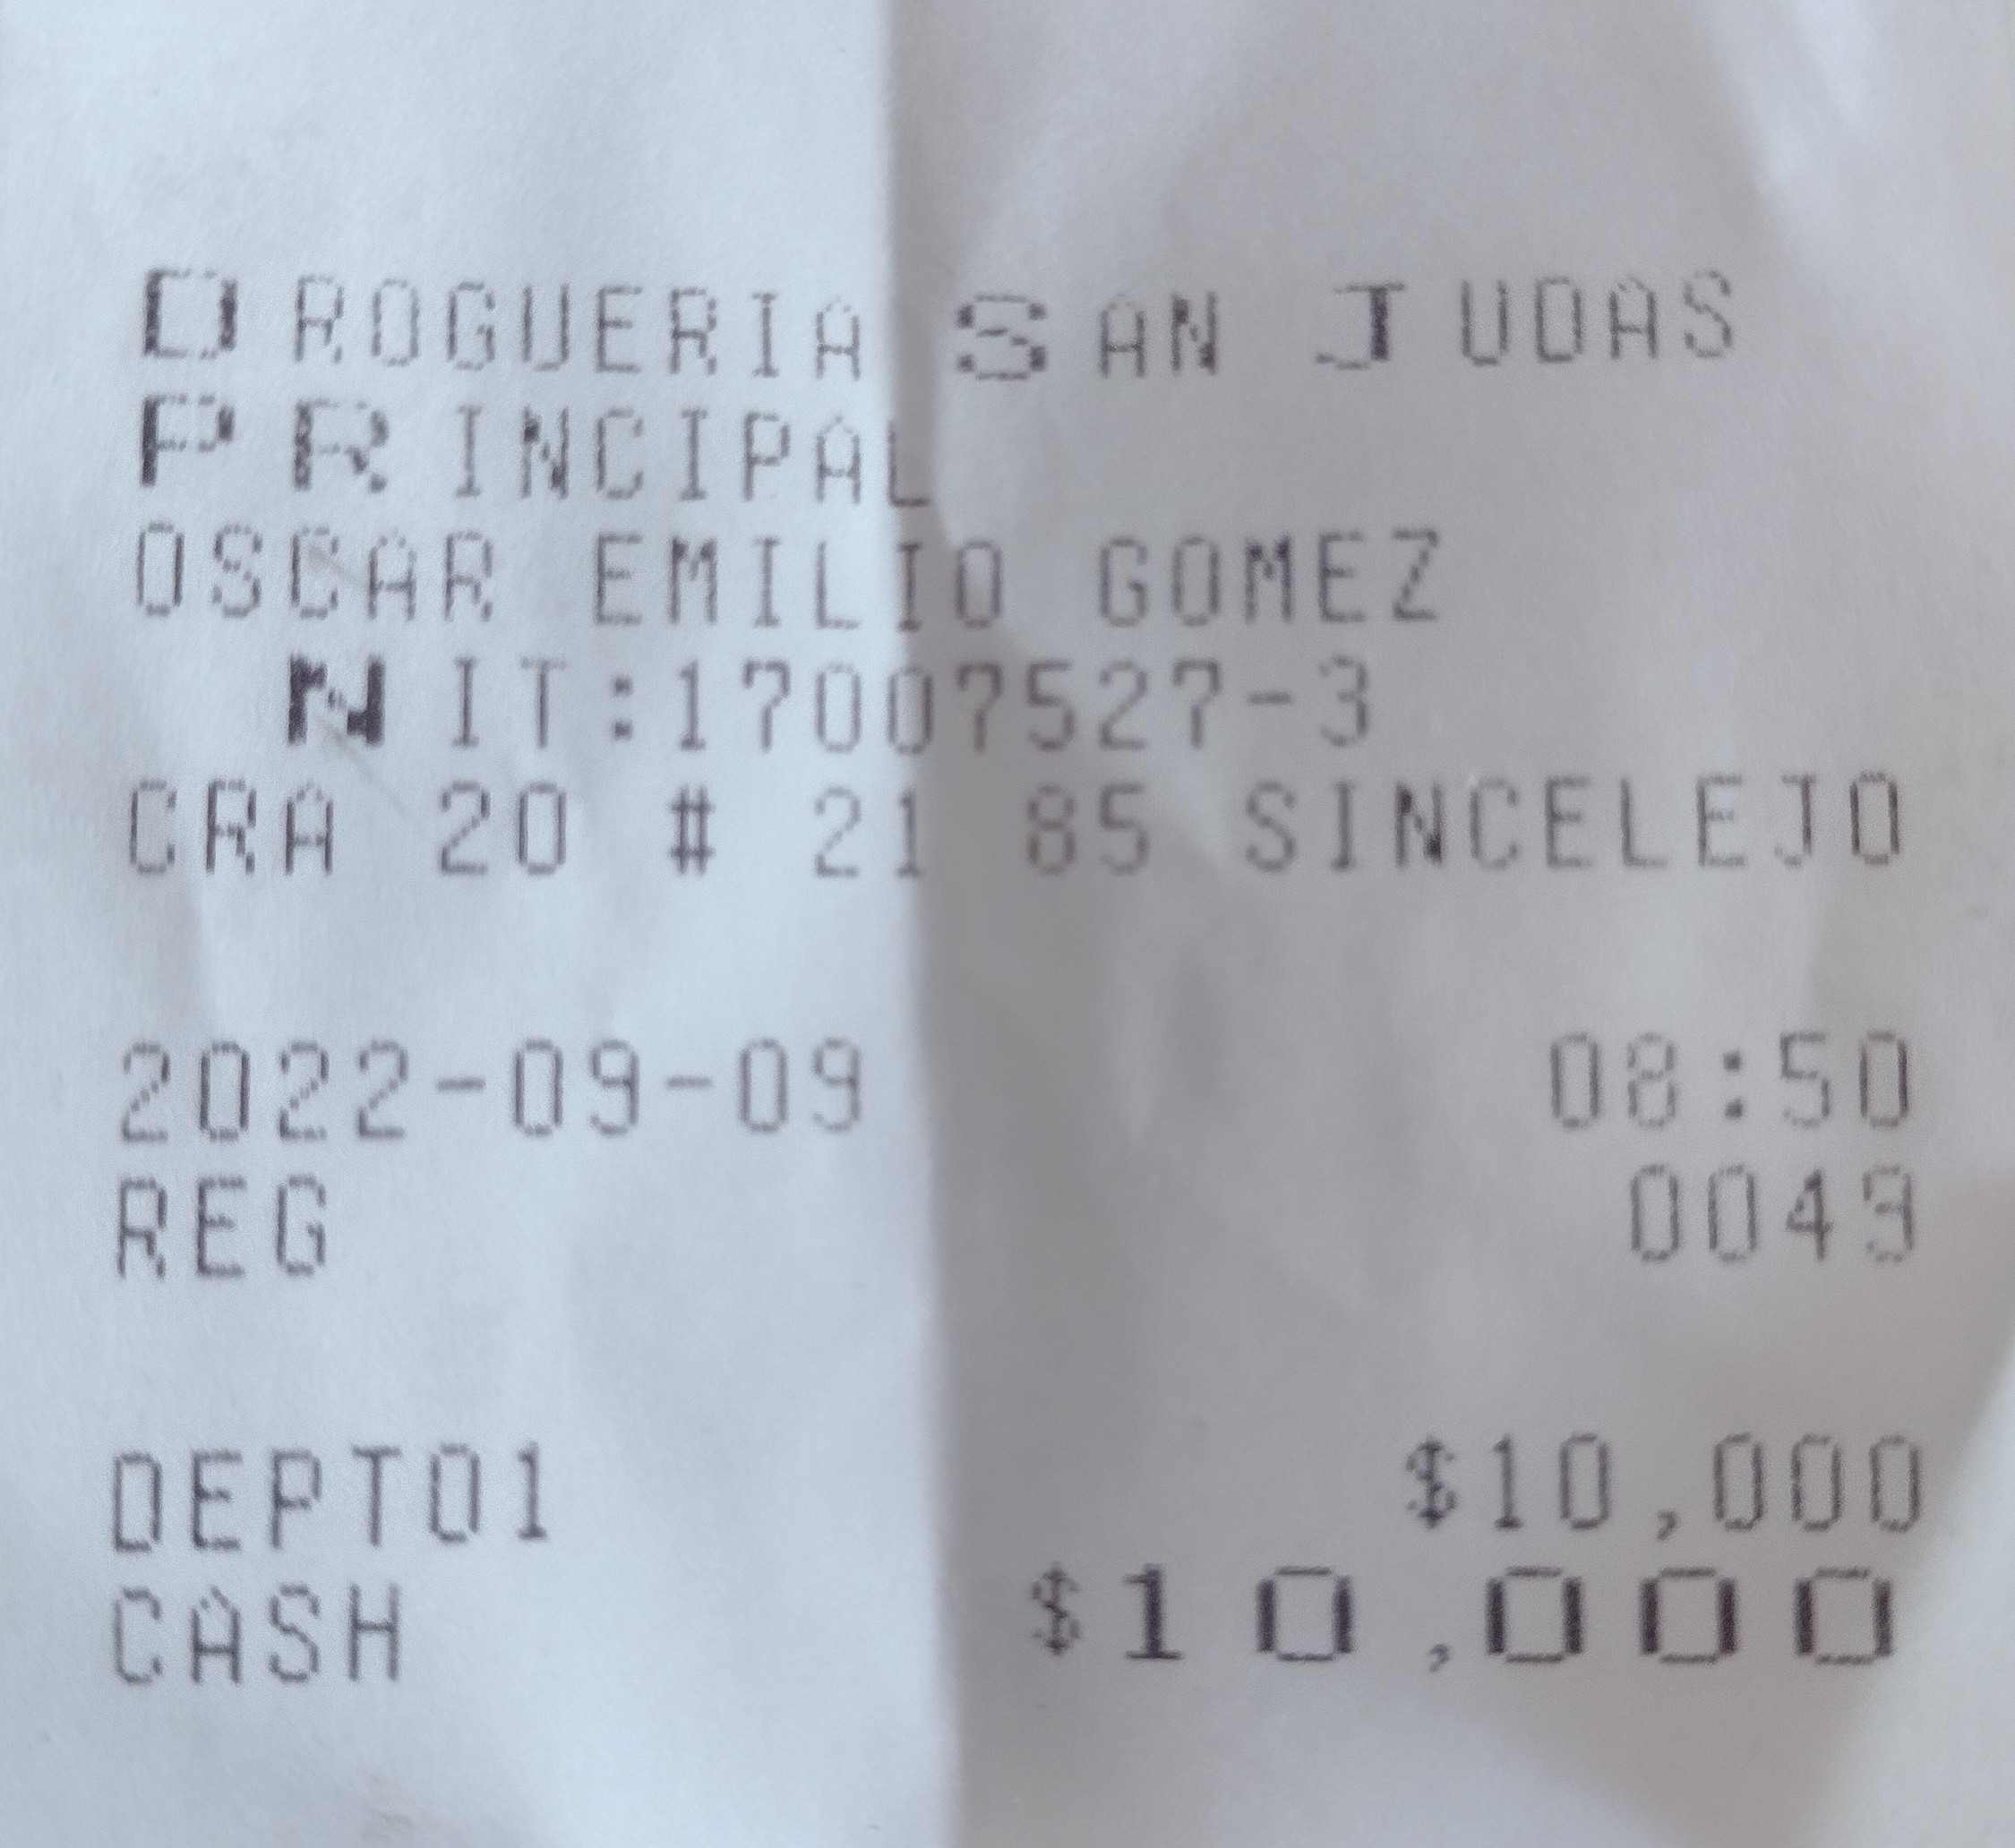 DROGUERIA SAN JUDAS
PRINCIPAL
OSCAR EMILIO GOMEZ
NIT:17007527-3
CRA 20 # 21 85 SINCELEJO
2022-09-09 08:50
REG 0049
DEPT01 $10,000
CASH $10,000